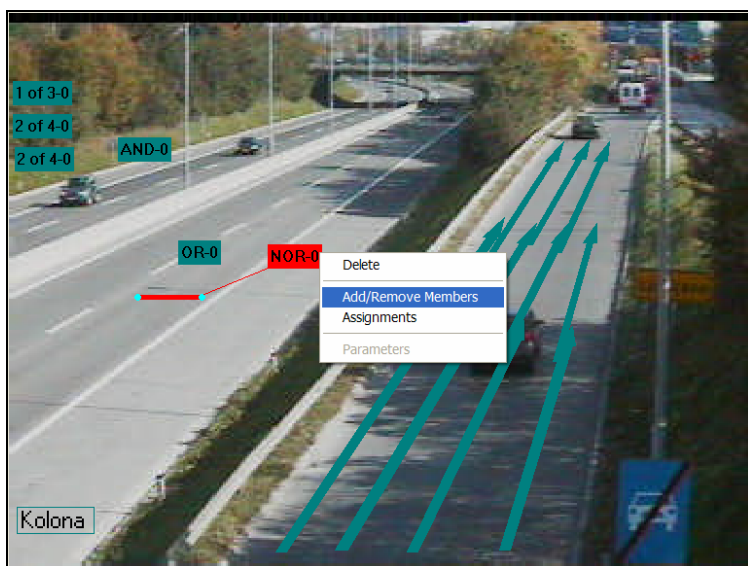 1 of 3-0
2 of 4-0
2 of 4-0
AND-0
OR-0
NOR-0
Delete
Add/Remove Members
Assignments
Parameters
Kolona